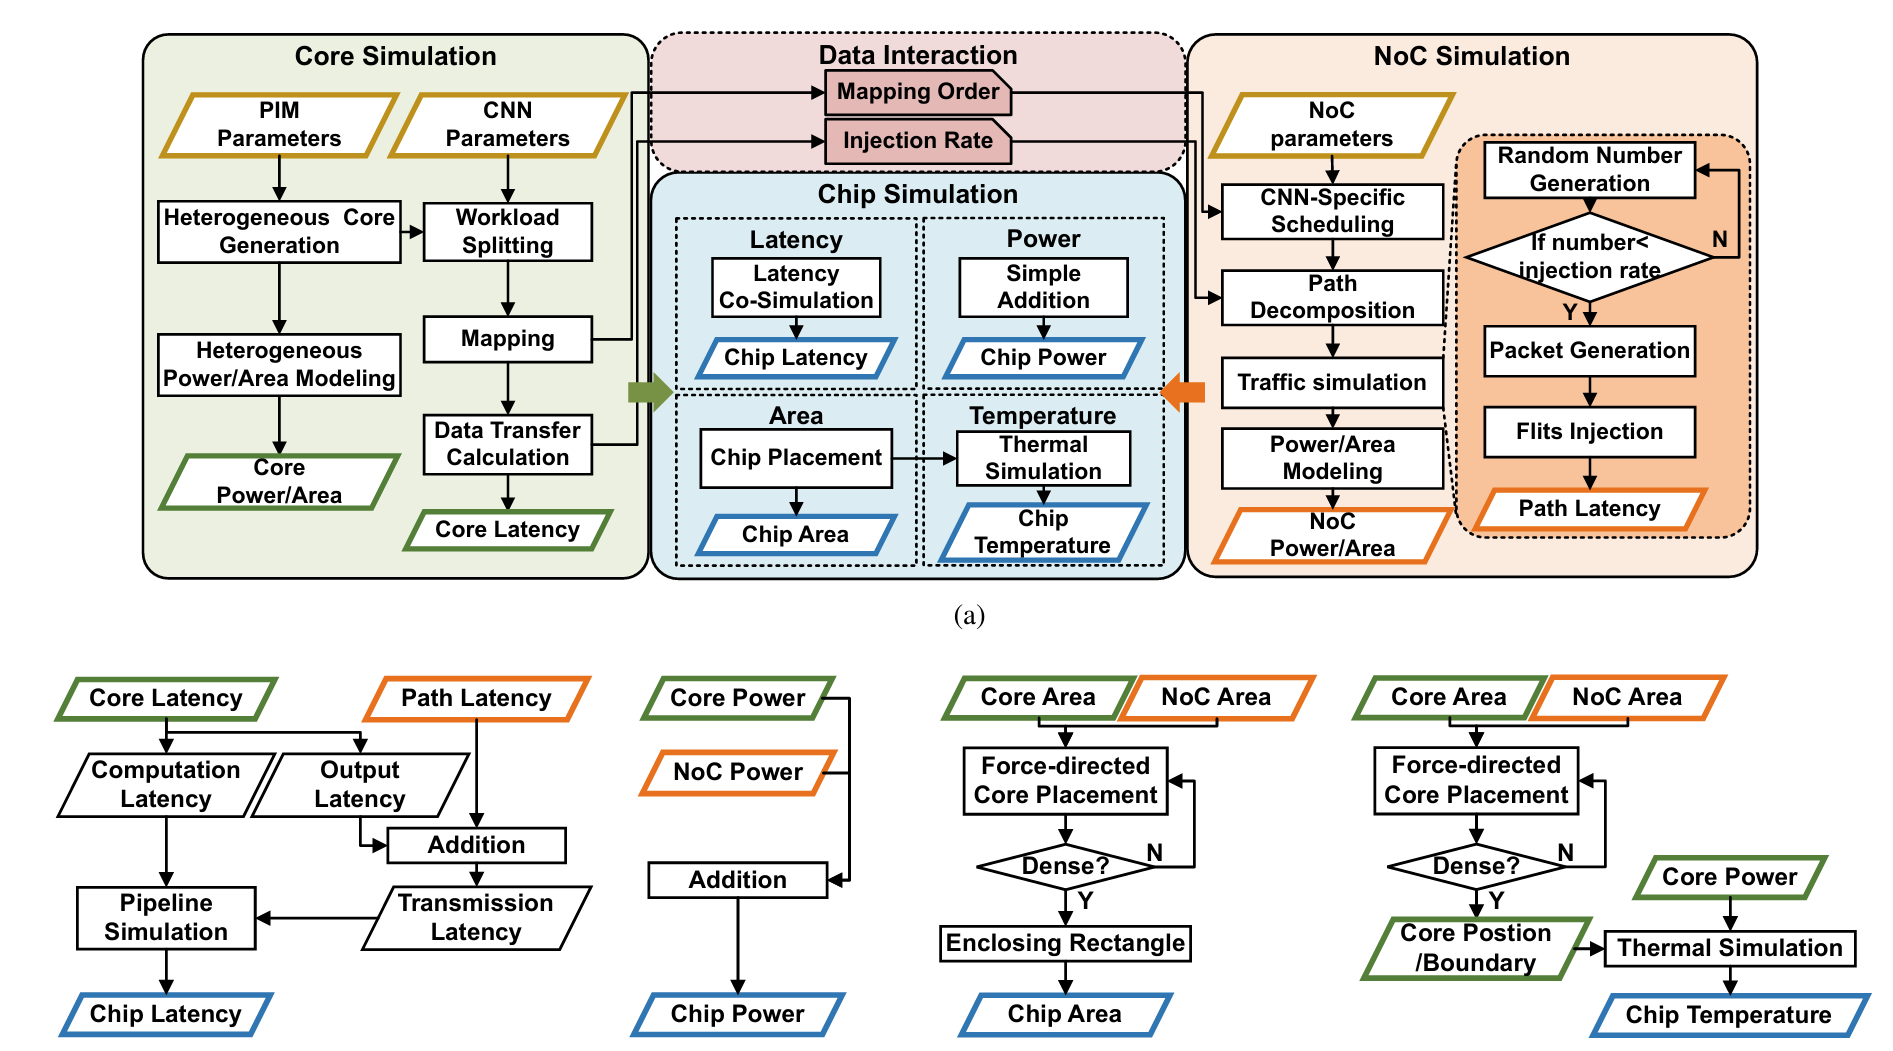 Core Simulation
PIM
Parameters
CNN
Parameters
Heterogeneous Core
Generation
Workload
Splitting
Heterogeneous
Power/Area Modeling
Mapping
Core
Power/Area
Data Transfer
Calculation
Core Latency
Data Interaction
Mapping Order
Injection Rate
Chip Simulation
Latency
Latency
Co-Simulation
Chip Latency
Power
Simple
Addition
Chip Power
Area
Chip Placement
Chip Area
Temperature
Thermal
Simulation
Chip
Temperature
NoC Simulation
NoC
parameters
CNN-Specific
Scheduling
Path
Decomposition
Traffic simulation
Power/Area
Modeling
NoC
Power/Area
Random Number
Generation
If number<
injection rate
N
Y
Packet Generation
Flits Injection
Path Latency
(a)
Core Latency
Path Latency
Computation
Latency
Output
Latency
Addition
Pipeline
Simulation
Transmission
Latency
Chip Latency
Core Power
NoC Power
Addition
Chip Power
Core Area
NoC Area
Force-directed
Core Placement
Dense?
N
Y
Enclosing Rectangle
Chip Area
Core Area
NoC Area
Force-directed
Core Placement
Dense?
N
Y
Core Power
Core Postion
/Boundary
Thermal Simulation
Chip Temperature